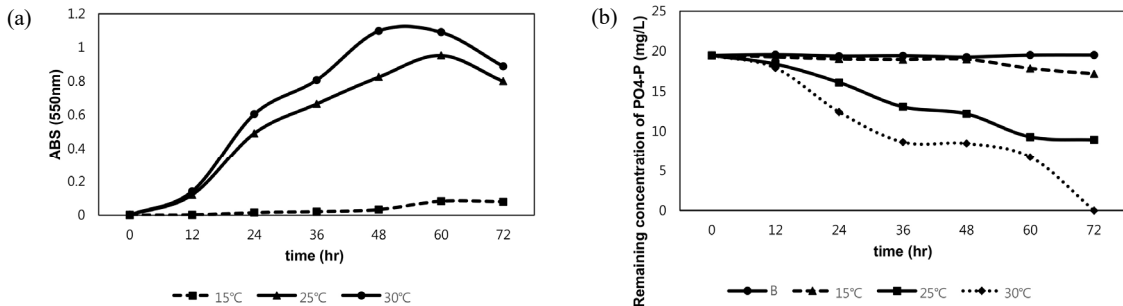 (a)
1.2
1
0.8
0.6
0.4
0.2
0
ABS (550nm)
0 12 24 36 48 60 72
time (hr)
15℃ 25℃ 30℃
(b)
25
20
15
10
5
0
Remaining concentration of PO4-P (mg/L)
0 12 24 36 48 60 72
time (hr)
B 15℃ 25℃ 30℃